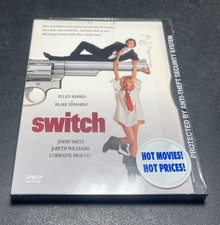 ELLEN BARKIN
BLAKE EDWARDS
switch
JIMMY SMITS
JOBETH WILLIAMS
LORRAINE BRACCO
DVD
HOT MOVIES!
HOT PRICES!
PROTECTED BY ANTI-THEFT SECURITY SYSTEM